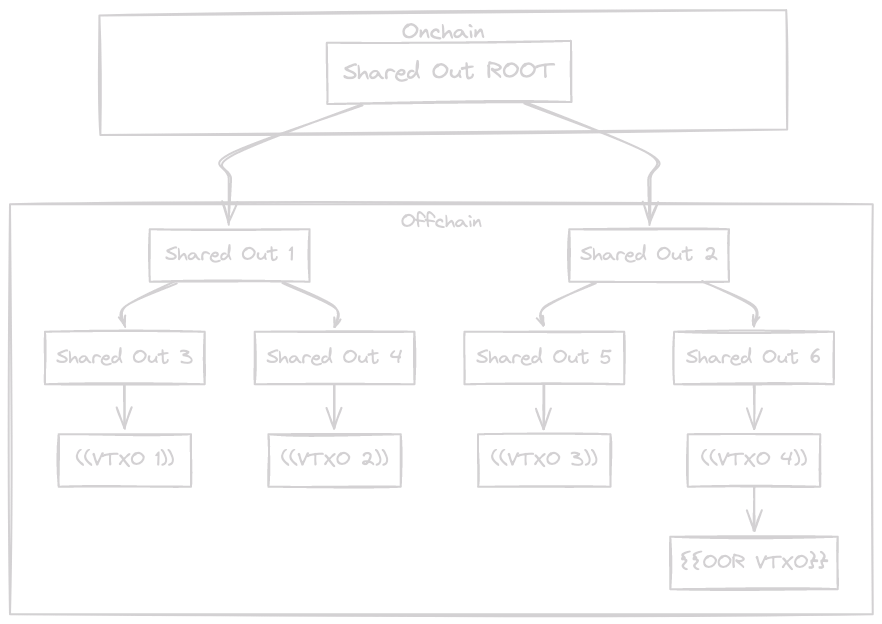 Onchain
Shared Out ROOT
Offchain
Shared Out 1
Shared Out 2
Shared Out 3
Shared Out 4
Shared Out 5
Shared Out 6
((VTXO 1))
((VTXO 2))
((VTXO 3))
((VTXO 4))
{{OOR VTXO}}